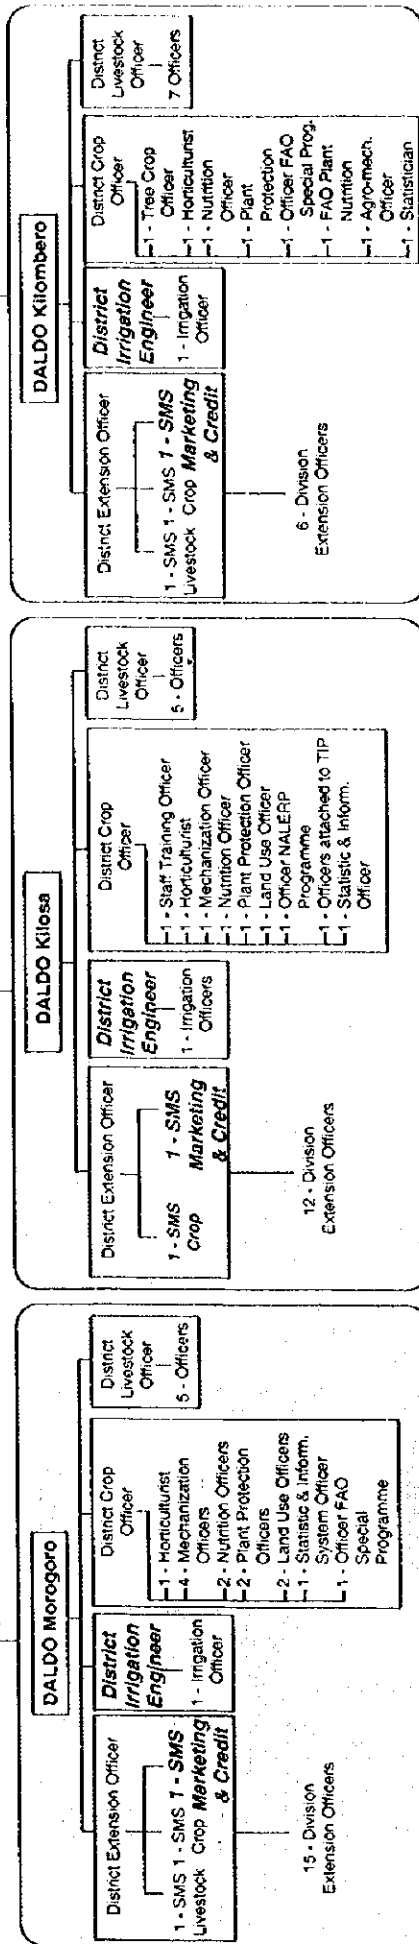 DALDO Morogoro
District Extension Officer
1 - SMS 1 - SMS 1 - SMS
Livestock Crop Marketing
& Credit
15 - Division
Extension Officers
District
Irrigation
Engineer
1 - Irrigation
Officer
District Crop
Officer
1 - Horticulturist
4 - Mechanization
Officers
2 - Nutrition Officers
2 - Plant Protection
Officers
2 - Land Use Officers
1 - Statistic & Inform.
System Officer
1 - Officer FAO
Special
Programme
District
Livestock
Officer
5 - Officers
DALDO Kilosa
District Extension Officer
1 - SMS 1 - SMS
Crop Marketing
& Credit
12 - Division
Extension Officers
District
Irrigation
Engineer
1 - Irrigation
Officers
District Crop
Officer
1 - Staff Training Officer
1 - Horticulturist
1 - Mechanization Officer
1 - Nutrition Officer
1 - Plant Protection Officer
1 - Land Use Officer
1 - Officer NALERP
Programme
1 - Officers attached to TIP
1 - Statistic & Inform.
Officer
District
Livestock
Officer
5 - Officers
DALDO Kilombero
District Extension Officer
1 - SMS 1 - SMS 1 - SMS
Livestock Crop Marketing
& Credit
6 - Division
Extension Officers
District
Irrigation
Engineer
1 - Irrigation
Officer
District Crop
Officer
1 - Tree Crop
Officer
1 - Horticulturist
1 - Nutrition
Officer
1 - Plant
Protection
1 - Officer FAO
Special Prog.
1 - FAO Plant
Nutrition
1 - Agro-mech.
Officer
1 - Statistician
District
Livestock
Officer
7 Officers